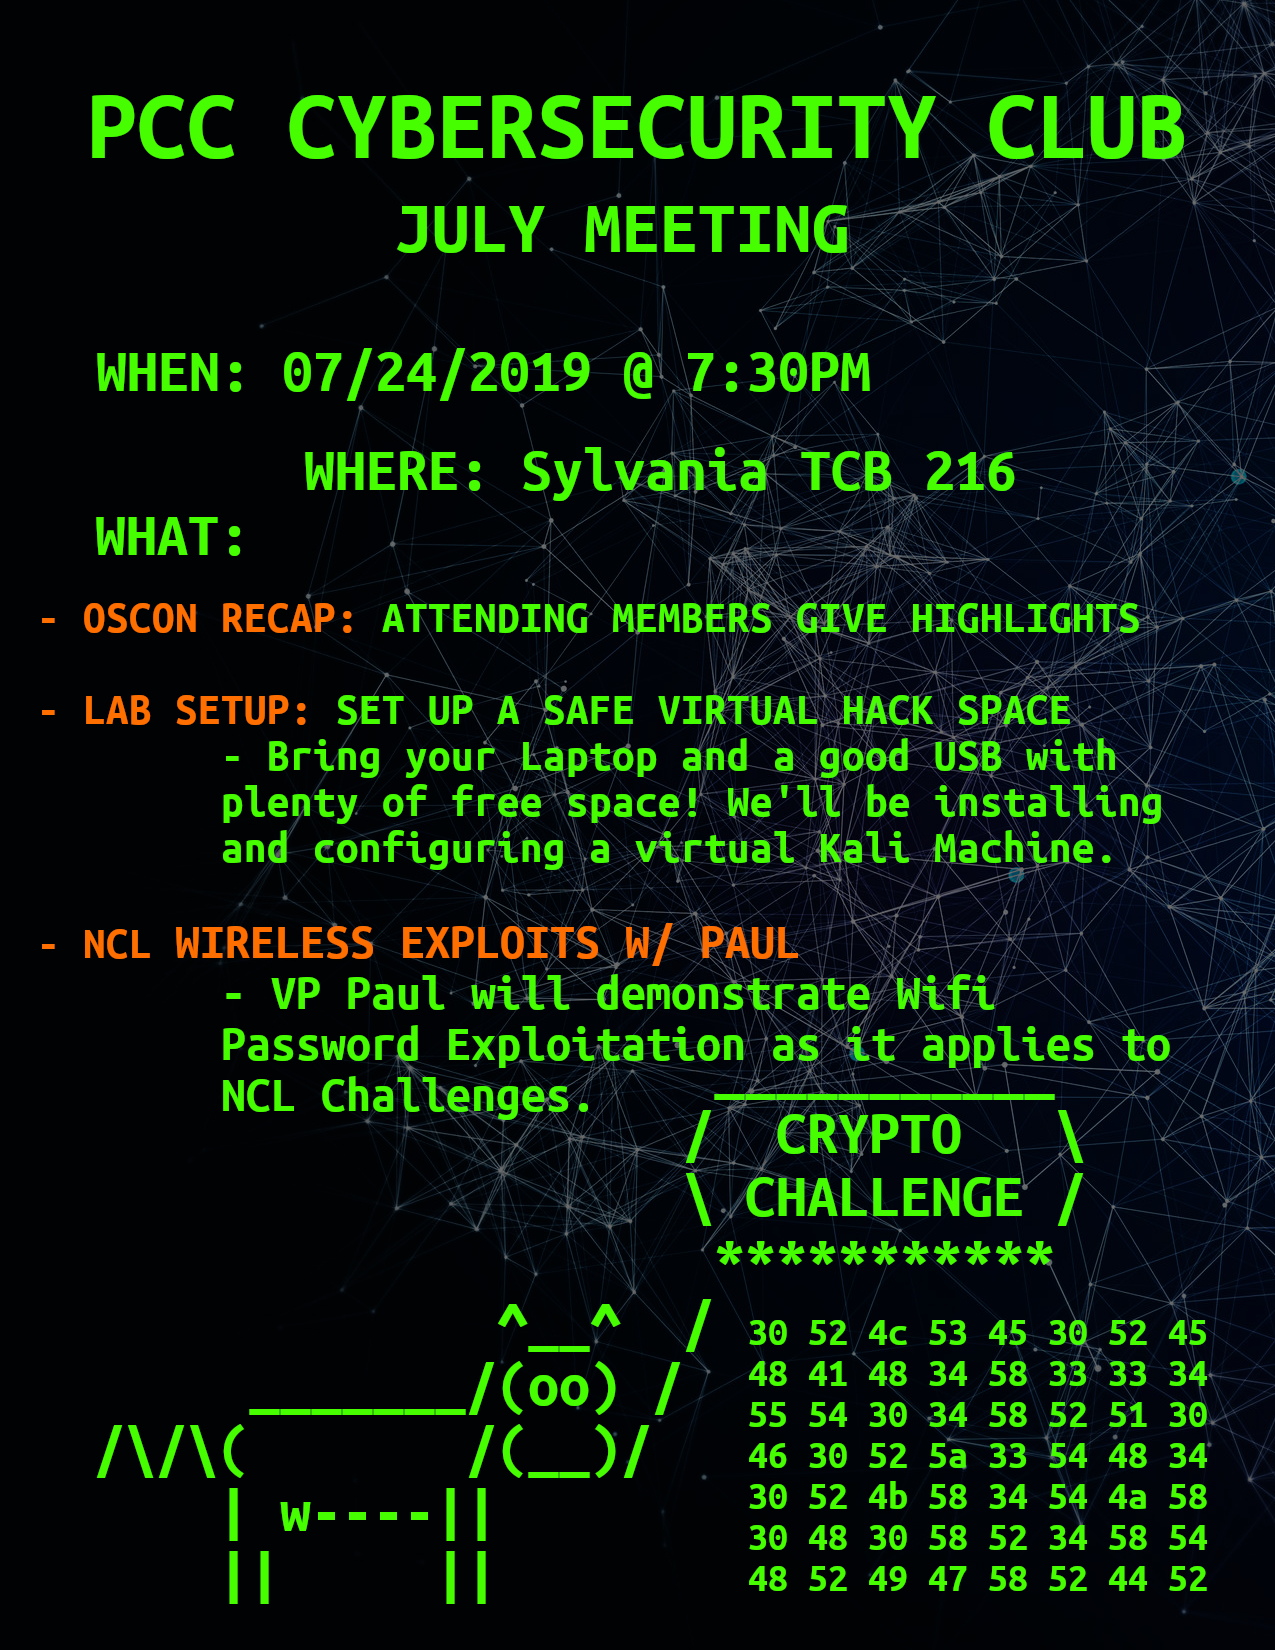 PCC CYBERSECURITY CLUB
JULY MEETING
WHEN: 07/24/2019 @ 7:30PM
WHERE: Sylvania TCB 216
WHAT:
- OSCON RECAP: ATTENDING MEMBERS GIVE HIGHLIGHTS
- LAB SETUP: SET UP A SAFE VIRTUAL HACK SPACE
- Bring your Laptop and a good USB with
plenty of free space! We'll be installing
and configuring a virtual Kali Machine.
- NCL WIRELESS EXPLOITS W/ PAUL
- VP Paul will demonstrate Wifi
Password Exploitation as it applies to
NCL Challenges.
___________
/  CRYPTO   \
\ CHALLENGE /
***********
             ^__^  /
     _______/(oo) /
/\/\(       /(__)/
    | w----||
    ||     ||
30 52 4c 53 45 30 52 45
48 41 48 34 58 33 33 34
55 54 30 34 58 52 51 30
46 30 52 5a 33 54 48 34
30 52 4b 58 34 54 4a 58
30 48 30 58 52 34 58 54
48 52 49 47 58 52 44 52